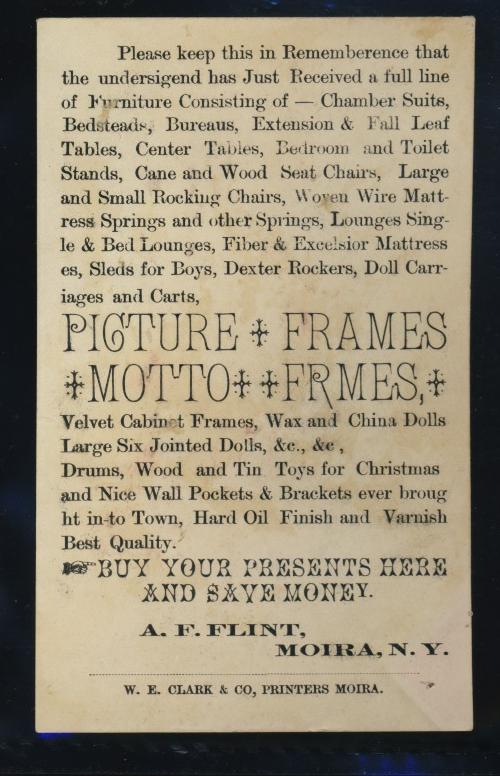 Please keep this in Rememberence that
the undersigend has Just Received a full line
of Furniture Consisting of — Chamber Suits,
Bedsteads, Bureaus, Extension & Fall Leaf
Tables, Center Tables, Bedroom and Toilet
Stands, Cane and Wood Seat Chairs, Large
and Small Rocking Chairs, Woven Wire Matt-
ress Springs and other Springs, Lounges Sing-
le & Bed Lounges, Fiber & Excelsior Mattress
es, Sleds for Boys, Dexter Rockers, Doll Carr-
iages and Carts,
PICTURE FRAMES
MOTTO FRMES,
Velvet Cabinet Frames, Wax and China Dolls
Large Six Jointed Dolls, &c., &c,
Drums, Wood and Tin Toys for Christmas
and Nice Wall Pockets & Brackets ever broug
ht in-to Town, Hard Oil Finish and Varnish
Best Quality.
☛BUY YOUR PRESENTS HERE
AND SAVE MONEY.
A. F. FLINT,
MOIRA, N. Y.
W. E. CLARK & CO, PRINTERS MOIRA.